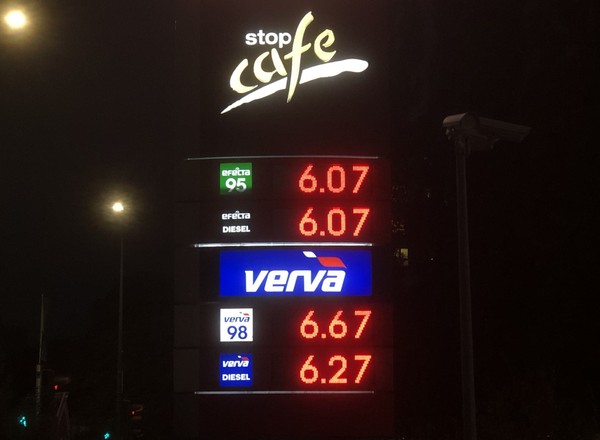 stop
cafe
efecta
95 6.07
efecta
DIESEL 6.07
verva
verva
98 6.67
verva
DIESEL 6.27